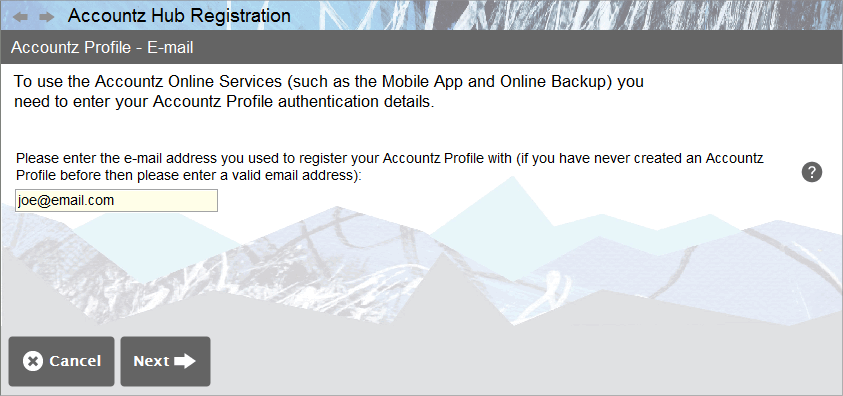 Accountz Hub Registration
Accountz Profile - E-mail
To use the Accountz Online Services (such as the Mobile App and Online Backup) you
need to enter your Accountz Profile authentication details.
Please enter the e-mail address you used to register your Accountz Profile with (if you have never created an Accountz
Profile before then please enter a valid email address):
?
joe@email.com
Cancel
Next